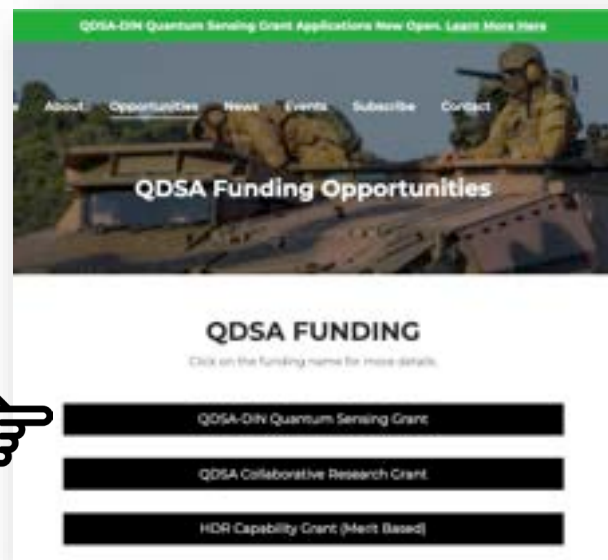 QDSA-DIN Quantum Sensing Grant Applications Now Open. Learn More Here
About Opportunities News Events Subscribe Contact
QDSA Funding Opportunities
QDSA FUNDING
Click on the funding name for more details.
QDSA-DIN Quantum Sensing Grant
QDSA Collaborative Research Grant
HDR Capability Grant (Merit Based)